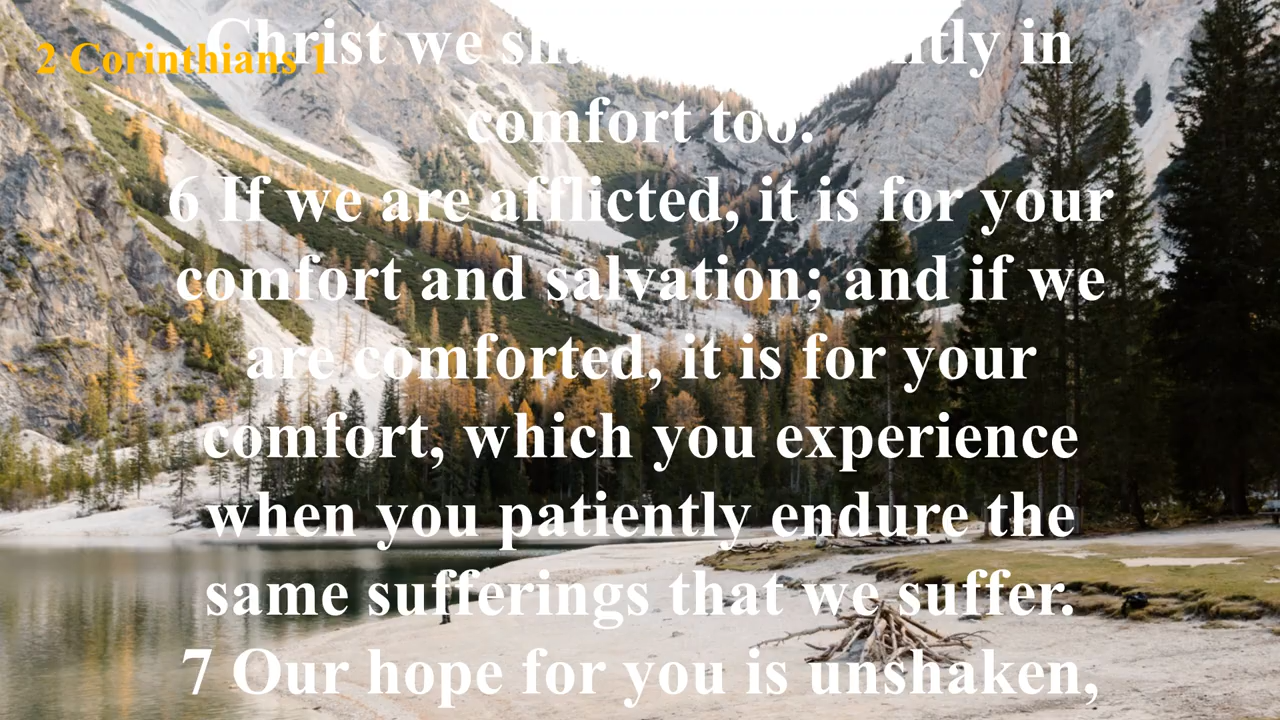 2 Corinthians 1
Christ we in
comfort too.
6 If we are afflicted, it is for your
comfort and salvation; and if we
are comforted, it is for your
comfort, which you experience
when you patiently endure the
same sufferings that we suffer.
7 Our hope for you is unshaken,